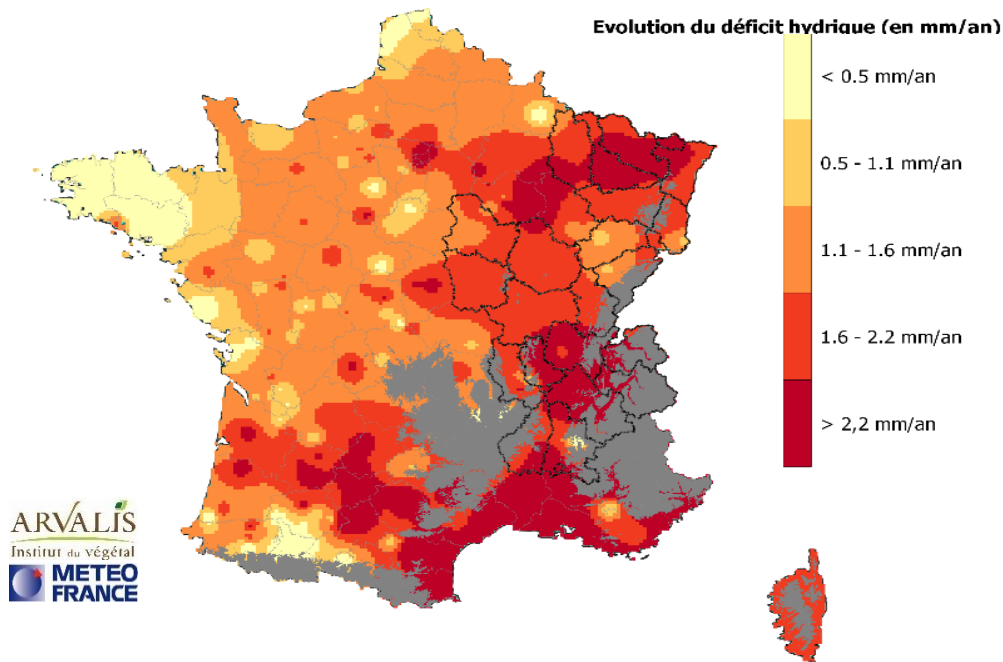 Evolution du déficit hydrique (en mm/an)
< 0.5 mm/an
0.5 - 1.1 mm/an
1.1 - 1.6 mm/an
1.6 - 2.2 mm/an
> 2,2 mm/an
ARVALIS
Institut du végétal
METEO
FRANCE